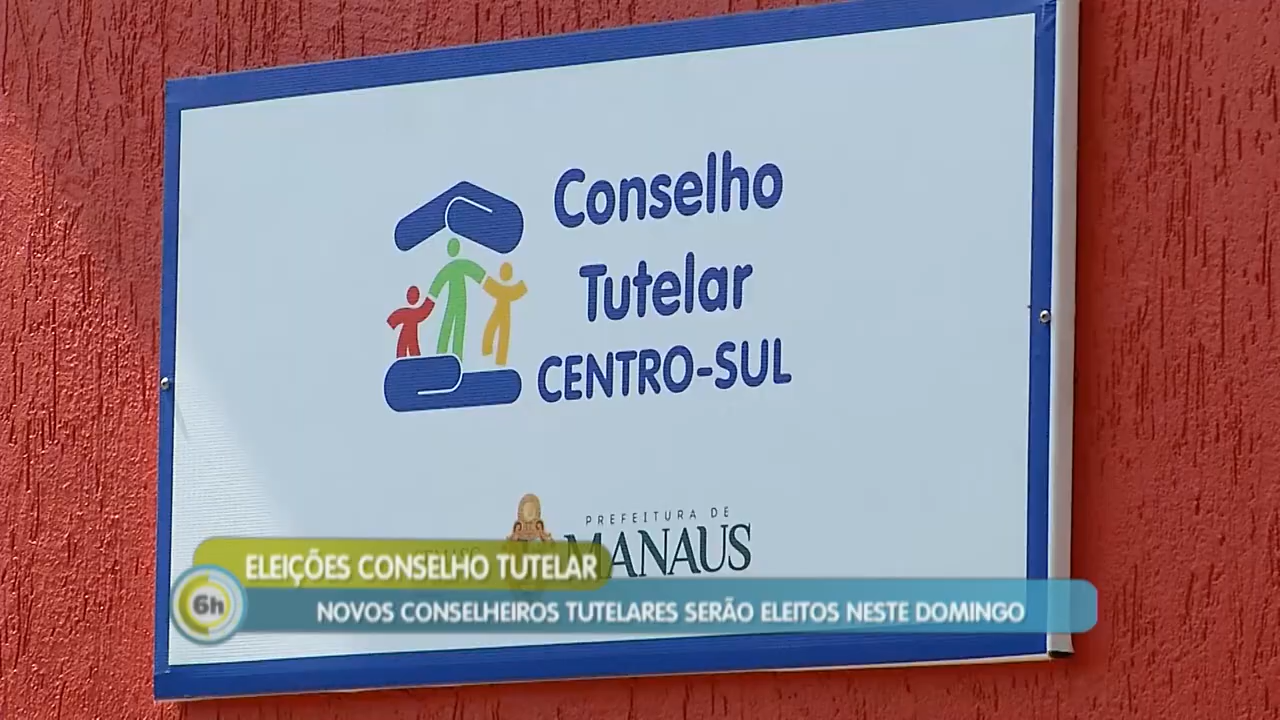 Conselho
Tutelar
CENTRO-SUL
PREFEITURA DE
MANAUS
ELEIÇÕES CONSELHO TUTELAR
6h
NOVOS CONSELHEIROS TUTELARES SERÃO ELEITOS NESTE DOMINGO